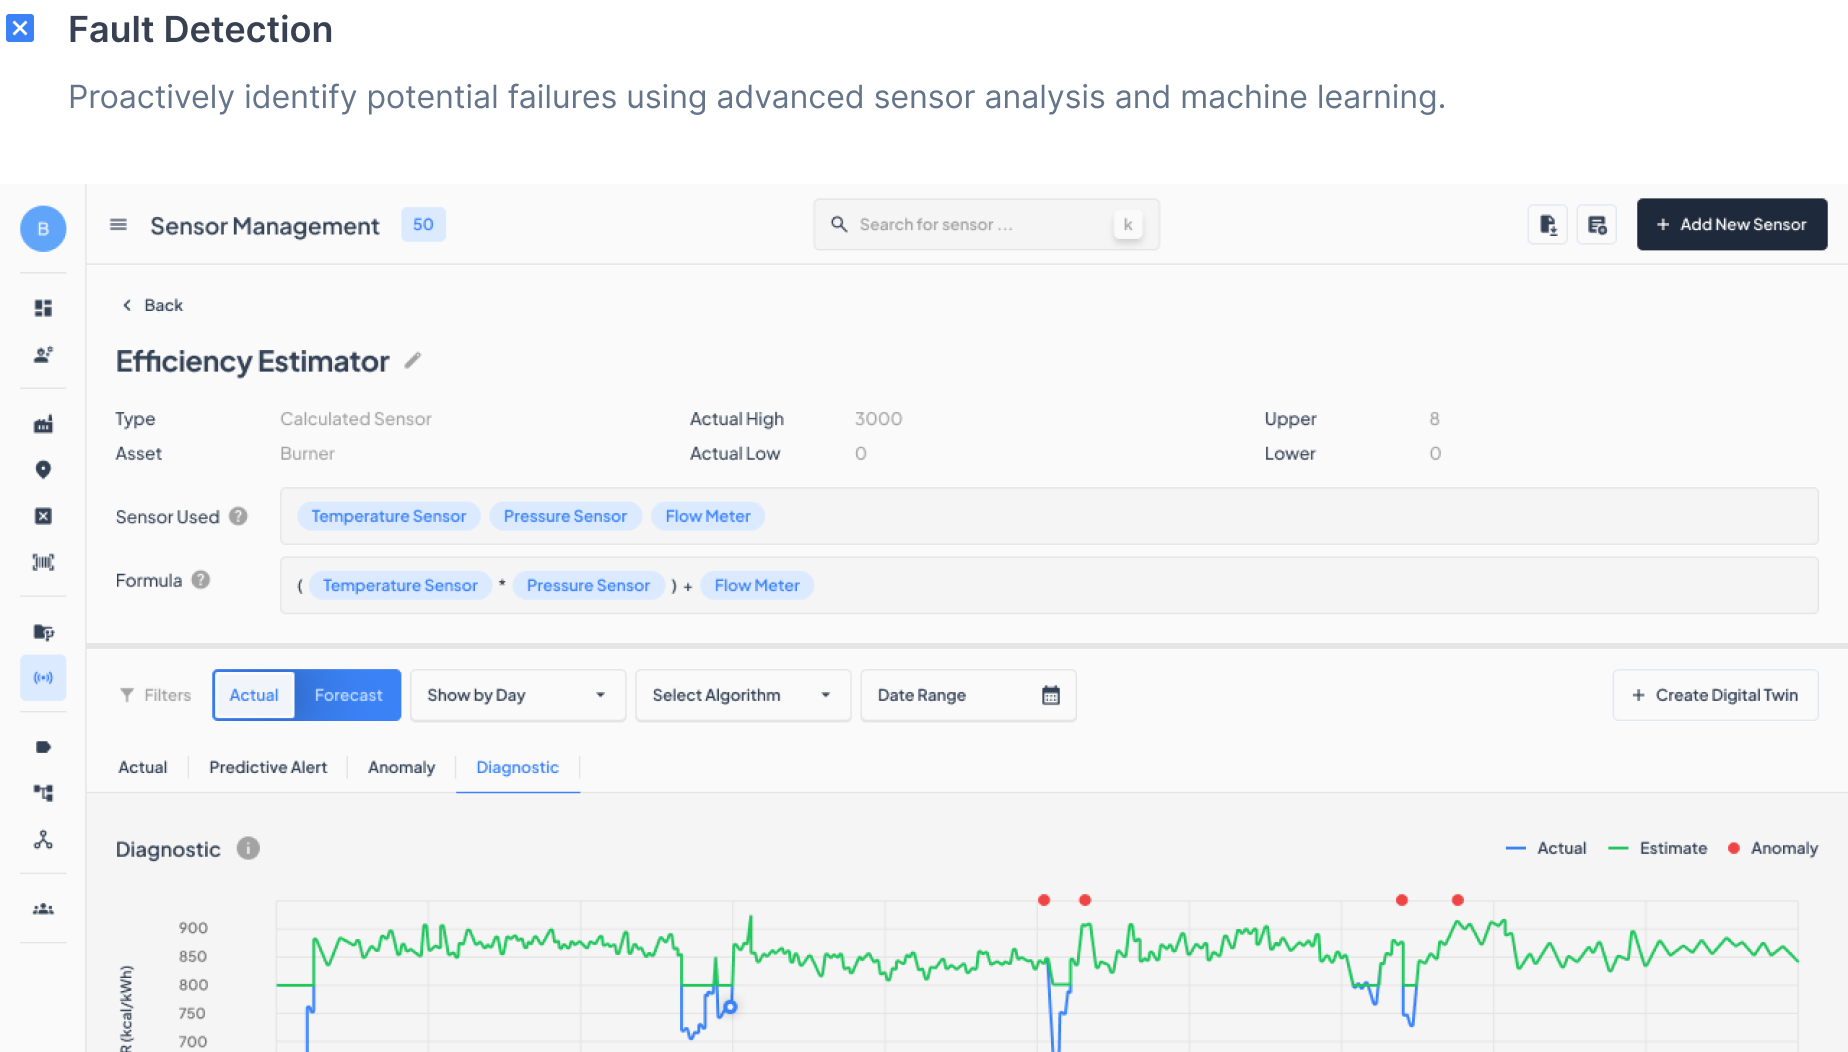 Fault Detection
Proactively identify potential failures using advanced sensor analysis and machine learning.
B
Sensor Management 50
Search for sensor ... k
+ Add New Sensor
Back
Efficiency Estimator
Type Calculated Sensor Actual High 3000 Upper 8
Asset Burner Actual Low 0 Lower 0
Sensor Used ? Temperature Sensor Pressure Sensor Flow Meter
Formula ? ( Temperature Sensor * Pressure Sensor ) + Flow Meter
Filters Actual Forecast Show by Day Select Algorithm Date Range + Create Digital Twin
Actual Predictive Alert Anomaly Diagnostic
Diagnostic i Actual Estimate Anomaly
900
850
800
750
700
R (kcal/kWh)